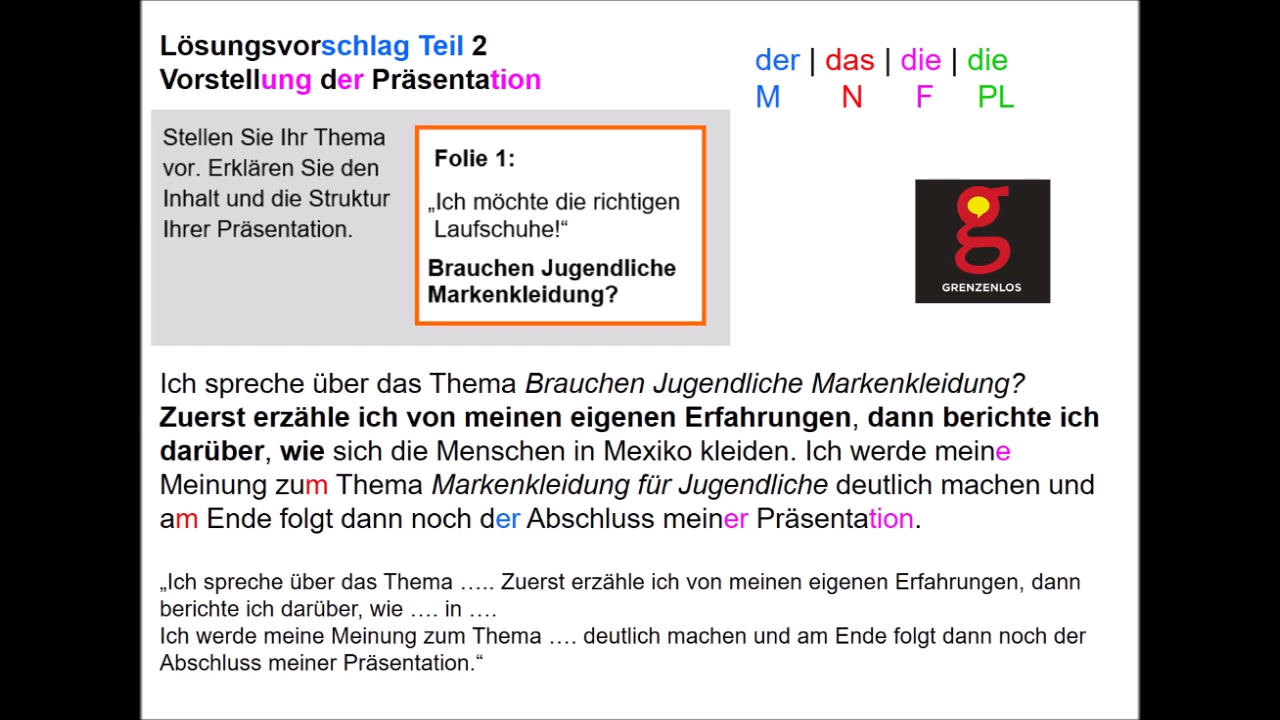 Lösungsvorschlag Teil 2
Vorstellung der Präsentation
der | das | die | die
M N F PL
Stellen Sie Ihr Thema
vor. Erklären Sie den
Inhalt und die Struktur
Ihrer Präsentation.
Folie 1:
„Ich möchte die richtigen
Laufschuhe!“
Brauchen Jugendliche
Markenkleidung?
g
GRENZENLOS
Ich spreche über das Thema Brauchen Jugendliche Markenkleidung?
Zuerst erzähle ich von meinen eigenen Erfahrungen, dann berichte ich
darüber, wie sich die Menschen in Mexiko kleiden. Ich werde meine
Meinung zum Thema Markenkleidung für Jugendliche deutlich machen und
am Ende folgt dann noch der Abschluss meiner Präsentation.
„Ich spreche über das Thema ….. Zuerst erzähle ich von meinen eigenen Erfahrungen, dann
berichte ich darüber, wie …. in ….
Ich werde meine Meinung zum Thema …. deutlich machen und am Ende folgt dann noch der
Abschluss meiner Präsentation.“